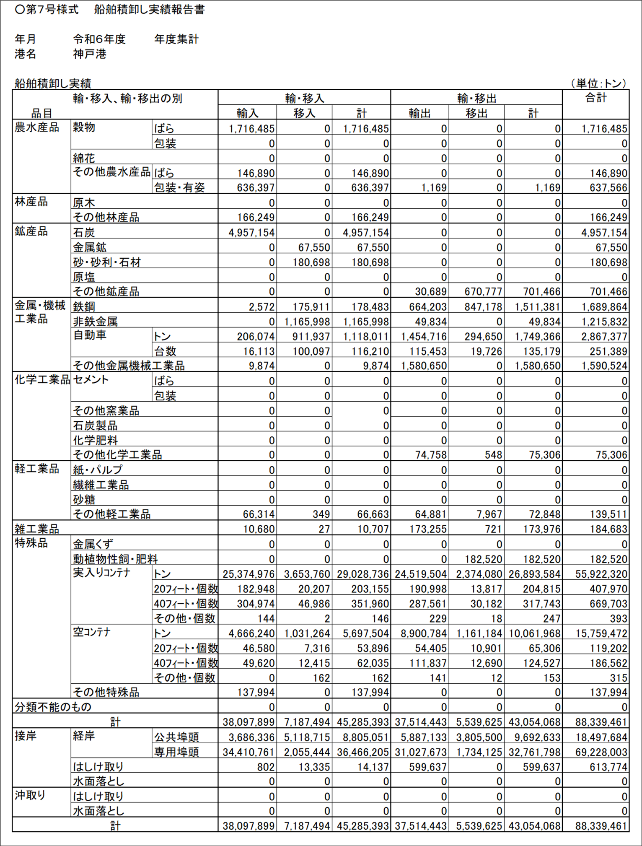 ○第7号様式 船舶積卸し実績報告書
年月 令和6年度 年度集計
港名 神戸港
船舶積卸し実績 (単位:トン)
輸・移入、輸・移出の別 輸・移入 輸・移出 合計
品目 輸入 移入 計 輸出 移出 計
農水産品 穀物 ばら 1,716,485 0 1,716,485 0 0 0 1,716,485
包装 0 0 0 0 0 0 0
綿花 0 0 0 0 0 0 0
その他農水産品 ばら 146,890 0 146,890 0 0 0 146,890
包装・有姿 636,397 0 636,397 1,169 0 1,169 637,566
林産品 原木 0 0 0 0 0 0 0
その他林産品 166,249 0 166,249 0 0 0 166,249
鉱産品 石炭 4,957,154 0 4,957,154 0 0 0 4,957,154
金属鉱 0 67,550 67,550 0 0 0 67,550
砂・砂利・石材 0 180,698 180,698 0 0 0 180,698
原塩 0 0 0 0 0 0 0
その他鉱産品 0 0 0 30,689 670,777 701,466 701,466
金属・機械 鉄鋼 2,572 175,911 178,483 664,203 847,178 1,511,381 1,689,864
工業品 非鉄金属 0 1,165,998 1,165,998 49,834 0 49,834 1,215,832
自動車 トン 206,074 911,937 1,118,011 1,454,716 294,650 1,749,366 2,867,377
台数 16,113 100,097 116,210 115,453 19,726 135,179 251,389
その他金属機械工業品 9,874 0 9,874 1,580,650 0 1,580,650 1,590,524
化学工業品 セメント ばら 0 0 0 0 0 0 0
包装 0 0 0 0 0 0 0
その他窯業品 0 0 0 0 0 0 0
石炭製品 0 0 0 0 0 0 0
化学肥料 0 0 0 0 0 0 0
その他化学工業品 0 0 0 74,758 548 75,306 75,306
軽工業品 紙・パルプ 0 0 0 0 0 0 0
繊維工業品 0 0 0 0 0 0 0
砂糖 0 0 0 0 0 0 0
その他軽工業品 66,314 349 66,663 64,881 7,967 72,848 139,511
雑工業品 10,680 27 10,707 173,255 721 173,976 184,683
特殊品 金属くず 0 0 0 0 0 0 0
動植物性飼・肥料 0 0 0 0 182,520 182,520 182,520
実入りコンテナ トン 25,374,976 3,653,760 29,028,736 24,519,504 2,374,080 26,893,584 55,922,320
20フィート・個数 182,948 20,207 203,155 190,998 13,817 204,815 407,970
40フィート・個数 304,974 46,986 351,960 287,561 30,182 317,743 669,703
その他・個数 144 2 146 229 18 247 393
空コンテナ トン 4,666,240 1,031,264 5,697,504 8,900,784 1,161,184 10,061,968 15,759,472
20フィート・個数 46,580 7,316 53,896 54,405 10,901 65,306 119,202
40フィート・個数 49,620 12,415 62,035 111,837 12,690 124,527 186,562
その他・個数 0 162 162 141 12 153 315
その他特殊品 137,994 0 137,994 0 0 0 137,994
分類不能のもの 0 0 0 0 0 0 0
計 38,097,899 7,187,494 45,285,393 37,514,443 5,539,625 43,054,068 88,339,461
接岸 経岸 公共埠頭 3,686,336 5,118,715 8,805,051 5,887,133 3,805,500 9,692,633 18,497,684
専用埠頭 34,410,761 2,055,444 36,466,205 31,027,673 1,734,125 32,761,798 69,228,003
はしけ取り 802 13,335 14,137 599,637 0 599,637 613,774
水面落とし 0 0 0 0 0 0 0
沖取り はしけ取り 0 0 0 0 0 0 0
水面落とし 0 0 0 0 0 0 0
計 38,097,899 7,187,494 45,285,393 37,514,443 5,539,625 43,054,068 88,339,461